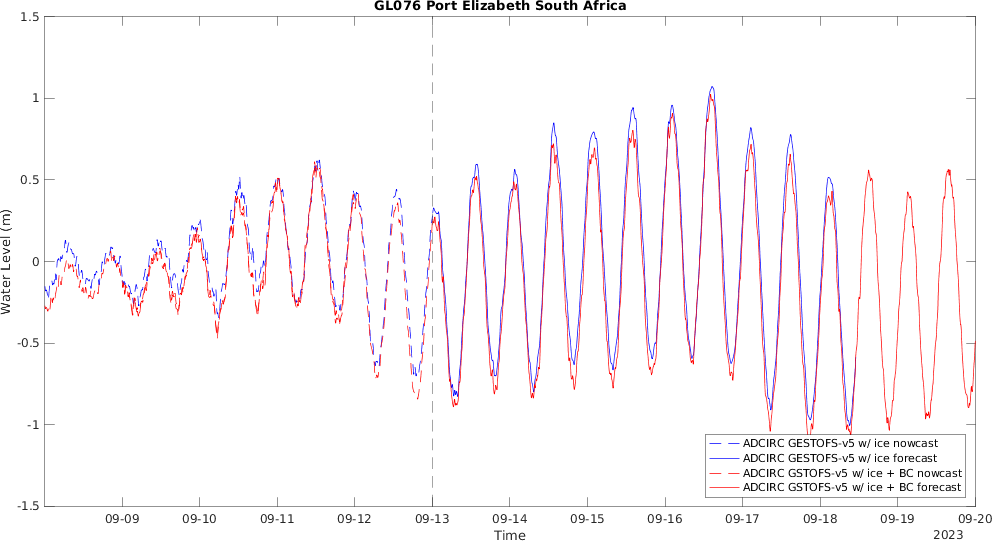 GL076 Port Elizabeth South Africa
1.5
1
0.5
0
-0.5
-1
-1.5
Water Level (m)
ADCIRC GESTOFS-v5 w/ ice nowcast
ADCIRC GESTOFS-v5 w/ ice forecast
ADCIRC GSTOFS-v5 w/ ice + BC nowcast
ADCIRC GSTOFS-v5 w/ ice + BC forecast
09-09 09-10 09-11 09-12 09-13 09-14 09-15 09-16 09-17 09-18 09-19 09-20
Time
2023